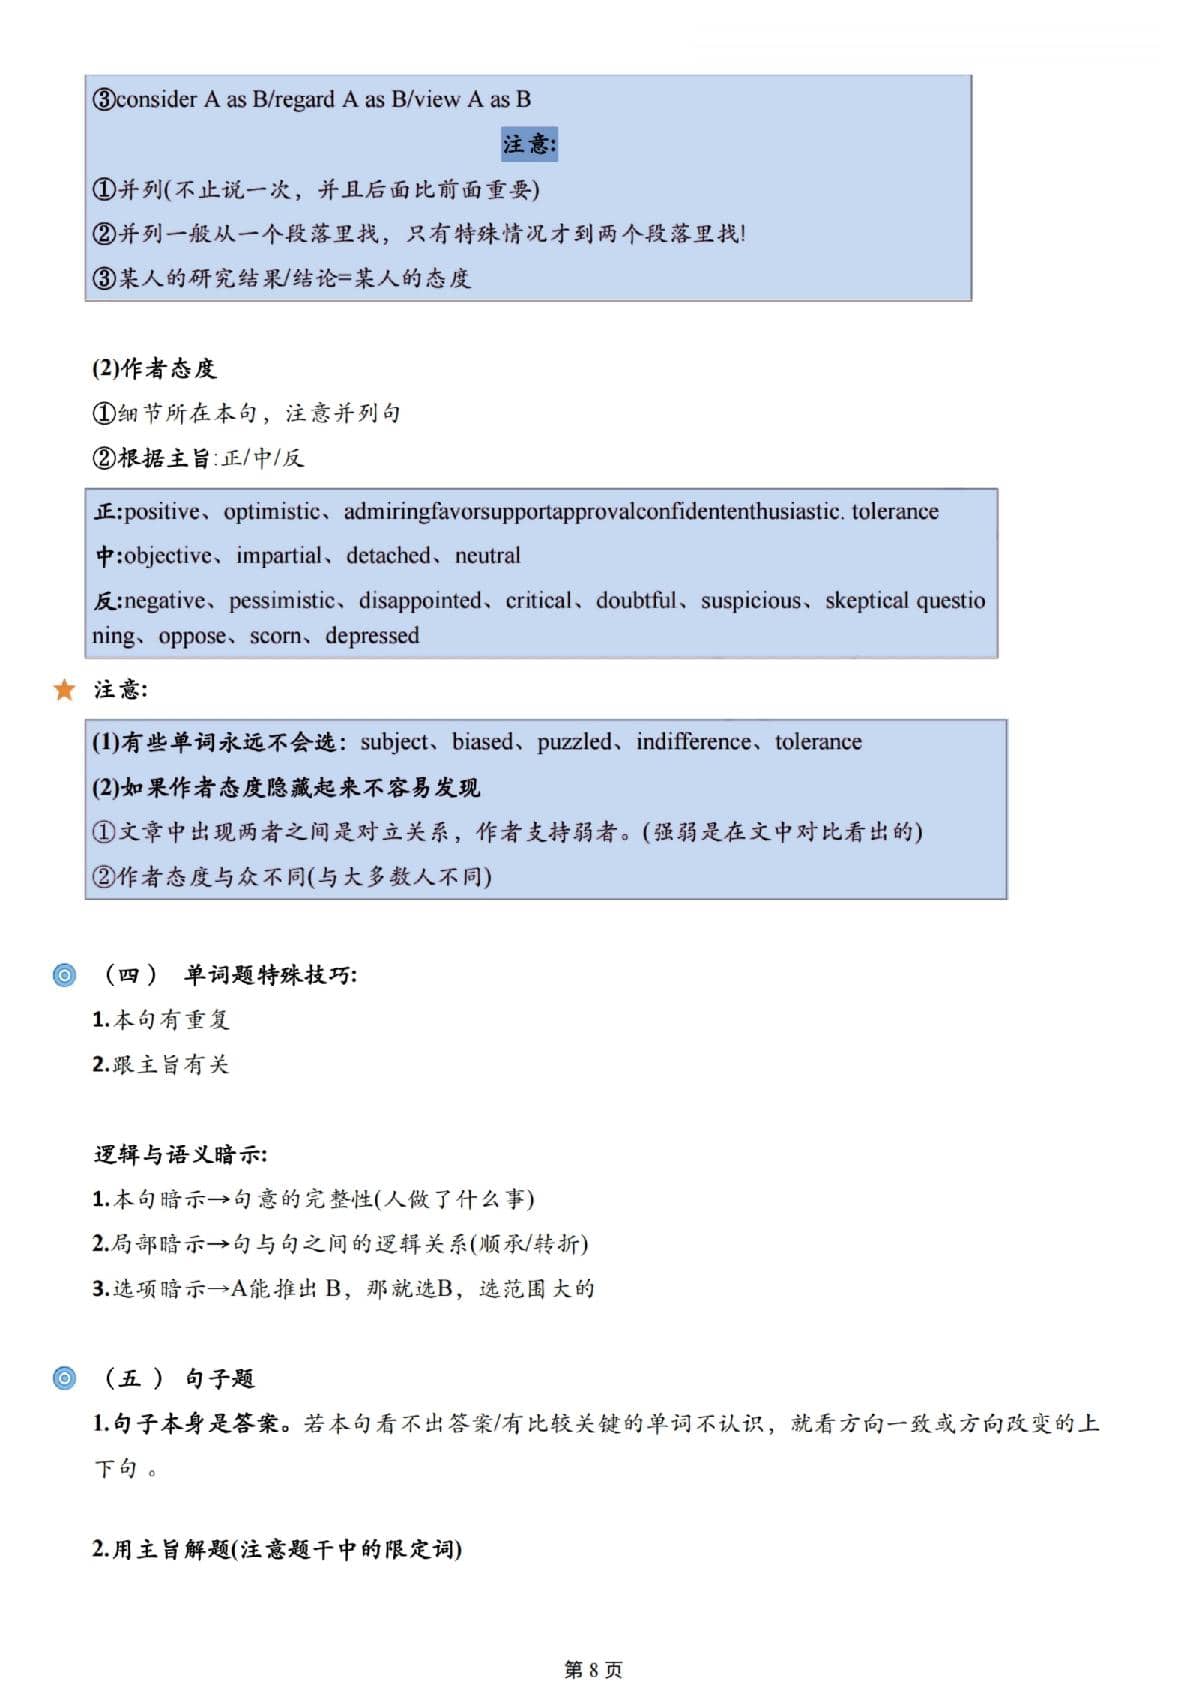 ③consider A as B/regard A as B/view A as B
注意:
①并列(不止说一次，并且后面比前面重要)
②并列一般从一个段落里找，只有特殊情况才到两个段落里找!
③某人的研究结果/结论=某人的态度
(2)作者态度
①细节所在本句，注意并列句
②根据主旨:正/中/反
正:positive、optimistic、admiringfavorsupportapprovalconfidententhusiastic. tolerance
中:objective、impartial、detached、neutral
反:negative、pessimistic、disappointed、critical、doubtful、suspicious、skeptical questio
ning、oppose、scorn、depressed
注意:
(1)有些单词永远不会选：subject、biased、puzzled、indifference、tolerance
(2)如果作者态度隐藏起来不容易发现
①文章中出现两者之间是对立关系，作者支持弱者。(强弱是在文中对比看出的)
②作者态度与众不同(与大多数人不同)
（四） 单词题特殊技巧:
1.本句有重复
2.跟主旨有关
逻辑与语义暗示:
1.本句暗示→句意的完整性(人做了什么事)
2.局部暗示→句与句之间的逻辑关系(顺承/转折)
3.选项暗示→A能推出 B，那就选B，选范围大的
（五 ） 句子题
1.句子本身是答案。若本句看不出答案/有比较关键的单词不认识，就看方向一致或方向改变的上
下句 。
2.用主旨解题(注意题干中的限定词)
第 8 页